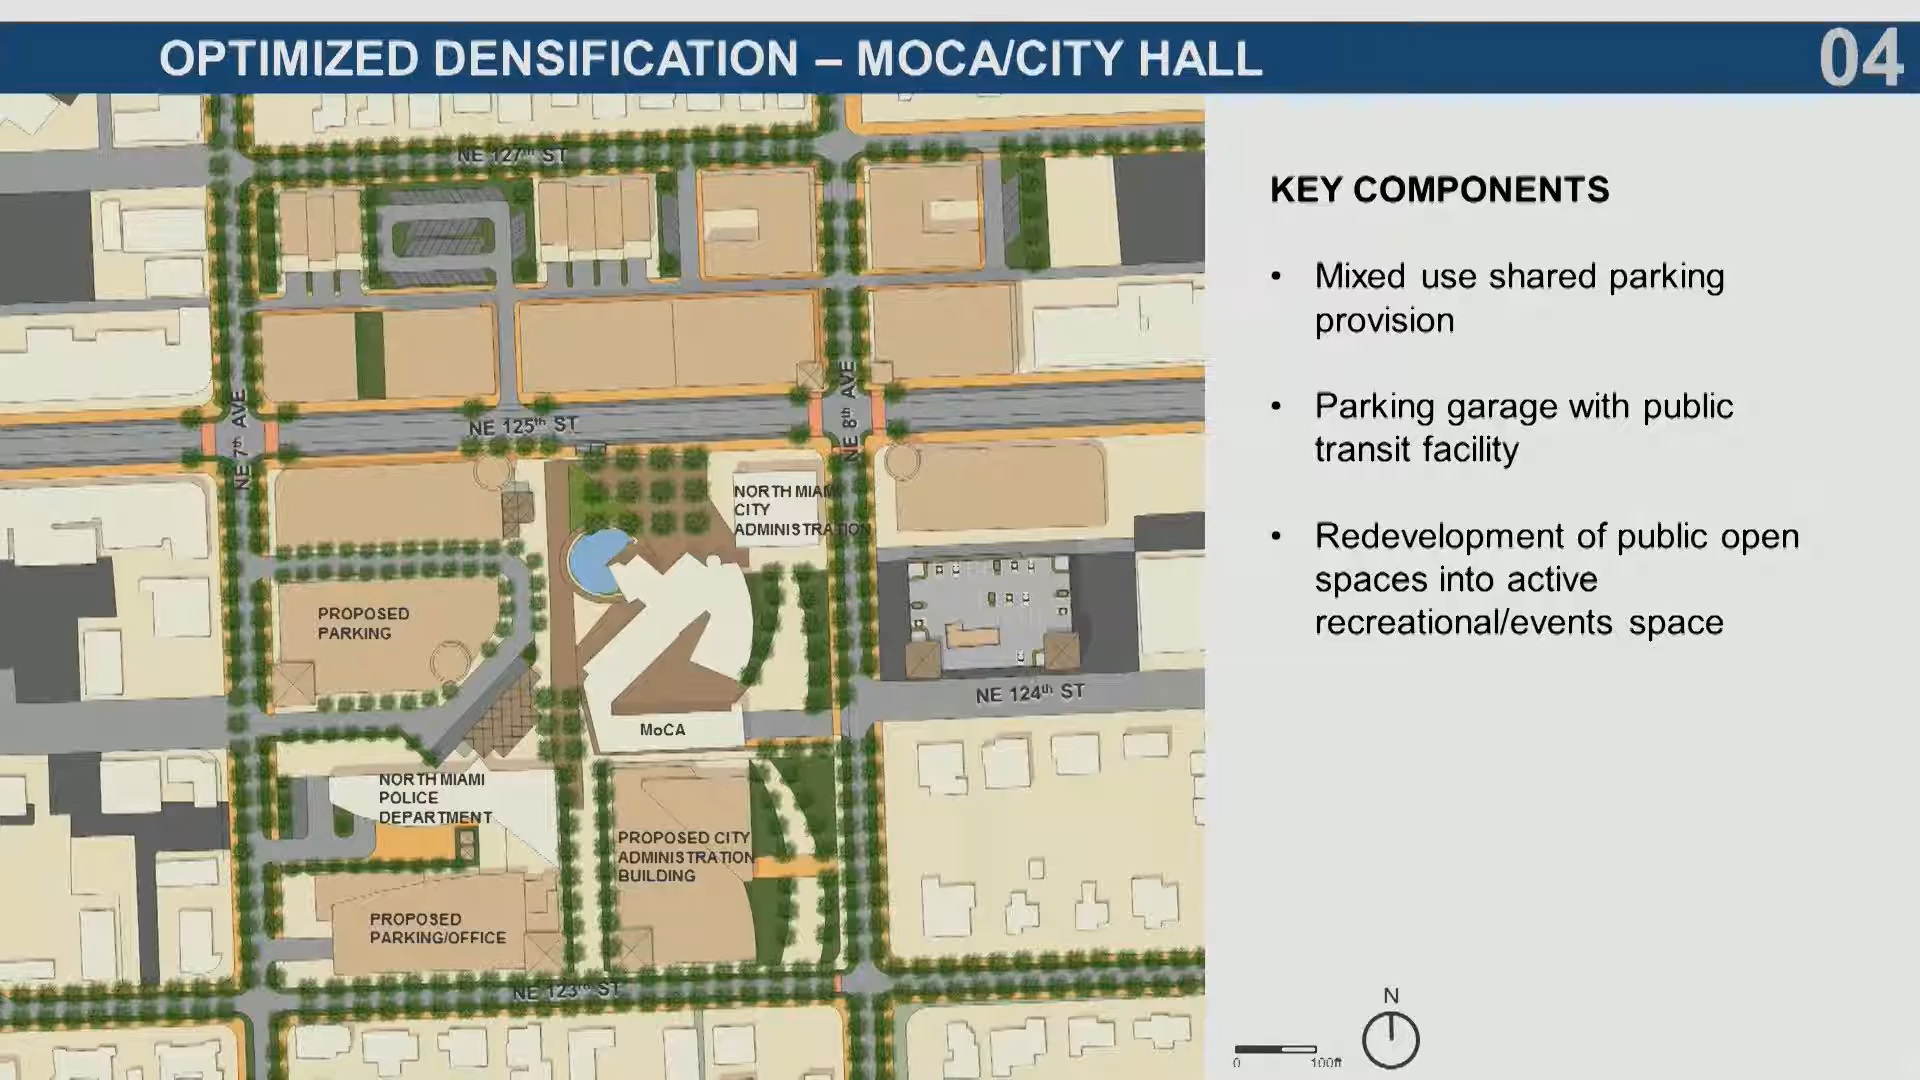 OPTIMIZED DENSIFICATION – MOCA/CITY HALL
04
NE 127th ST
NE 7th AVE
NE 8th AVE
NE 125th ST
NORTH MIAMI
CITY
ADMINISTRATION
PROPOSED
PARKING
NE 124th ST
MoCA
NORTH MIAMI
POLICE
DEPARTMENT
PROPOSED CITY
ADMINISTRATION
BUILDING
PROPOSED
PARKING/OFFICE
NE 123rd ST
KEY COMPONENTS
• Mixed use shared parking
provision
• Parking garage with public
transit facility
• Redevelopment of public open
spaces into active
recreational/events space
N
0 100ft